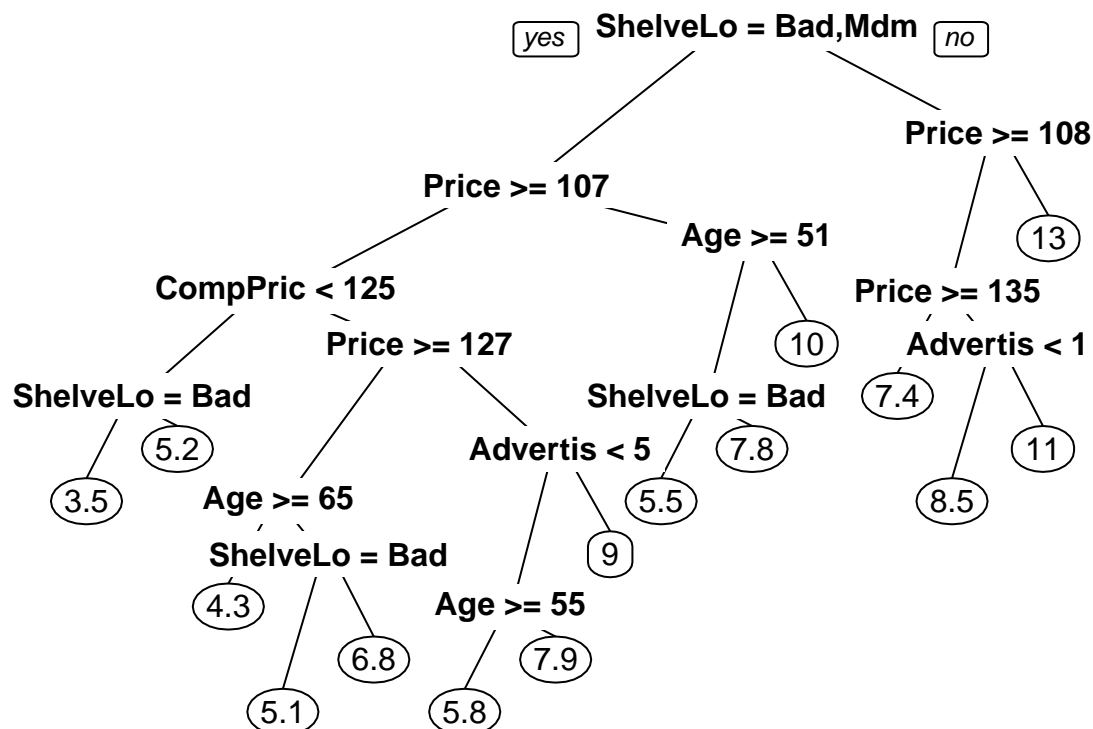 yes ShelveLo = Bad,Mdm no
Price >= 108
Price >= 107
Age >= 51
13
CompPric < 125
Price >= 135
Price >= 127
10
Advertis < 1
ShelveLo = Bad
ShelveLo = Bad
7.4
5.2
Advertis < 5
7.8
11
3.5
Age >= 65
5.5
8.5
ShelveLo = Bad
9
4.3
Age >= 55
6.8
7.9
5.1
5.8